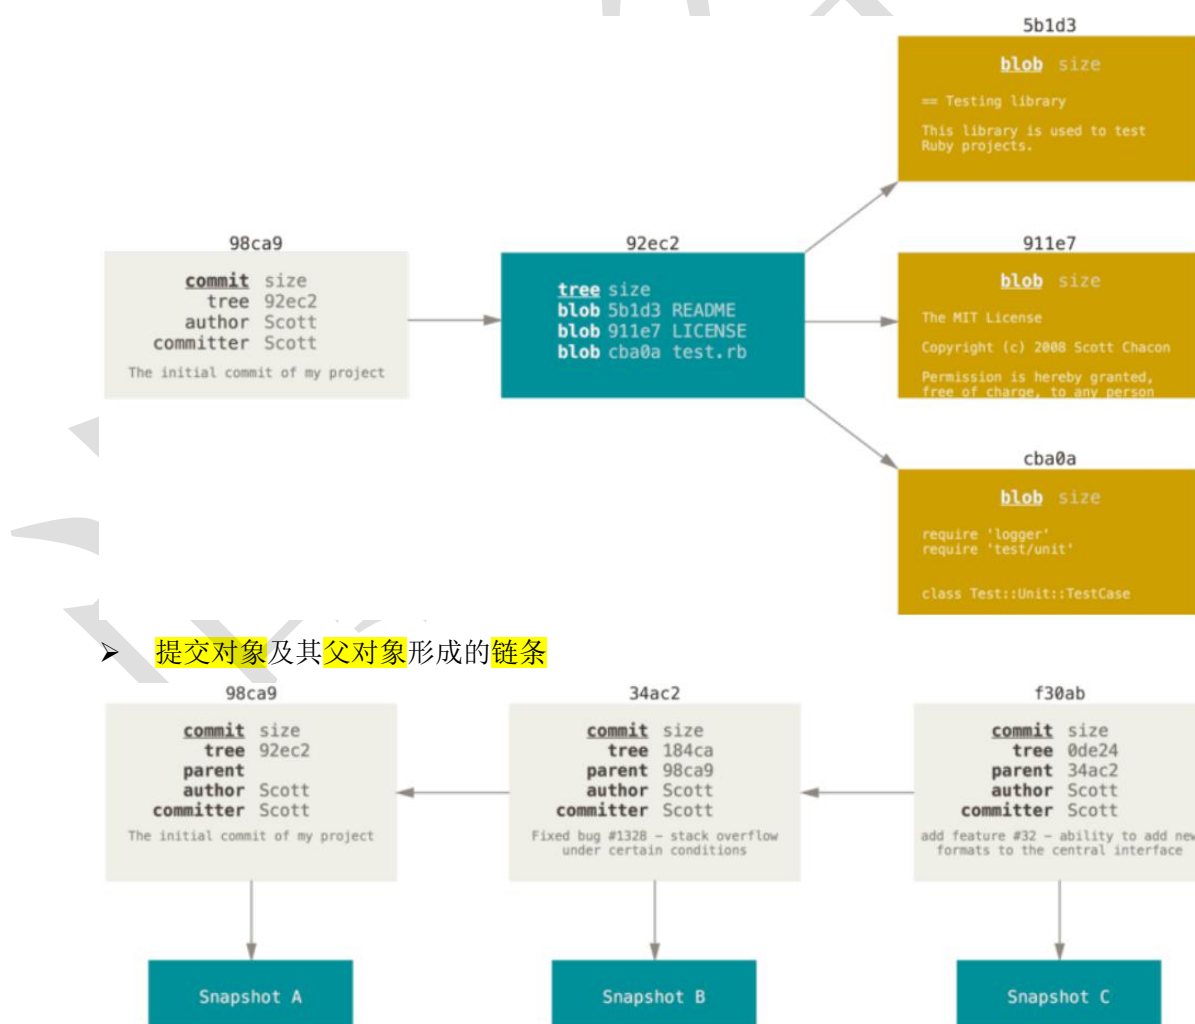 5b1d3
blob size
== Testing library
This library is used to test
Ruby projects.
98ca9
commit size
tree 92ec2
author Scott
committer Scott
The initial commit of my project
92ec2
tree size
blob 5b1d3 README
blob 911e7 LICENSE
blob cba0a test.rb
911e7
blob size
The MIT License
Copyright (c) 2008 Scott Chacon
Permission is hereby granted,
free of charge, to any person
cba0a
blob size
require 'logger'
require 'test/unit'
class Test::Unit::TestCase
➢ 提交对象及其父对象形成的链条
98ca9
commit size
tree 92ec2
parent
author Scott
committer Scott
The initial commit of my project
Snapshot A
34ac2
commit size
tree 184ca
parent 98ca9
author Scott
committer Scott
Fixed bug #1328 – stack overflow
under certain conditions
Snapshot B
f30ab
commit size
tree 0de24
parent 34ac2
author Scott
committer Scott
add feature #32 – ability to add new
formats to the central interface
Snapshot C